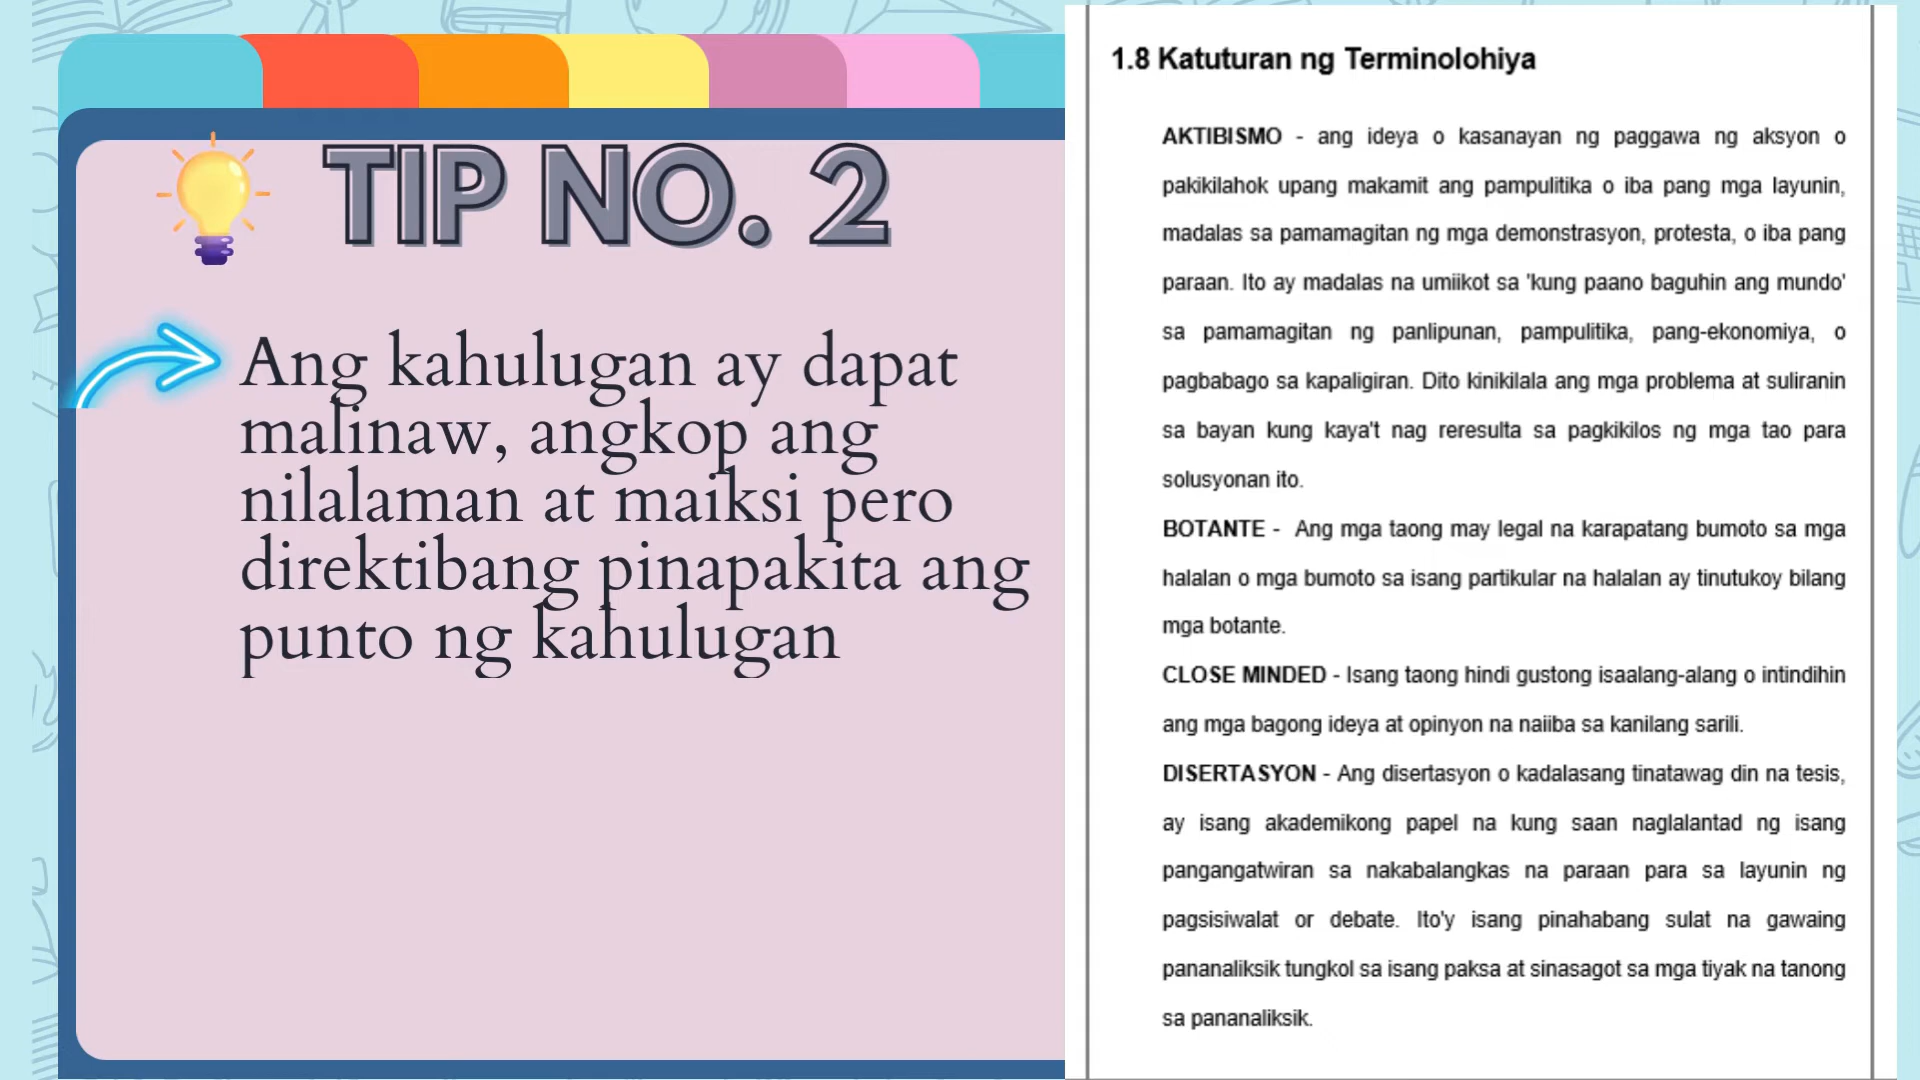 TIP NO. 2
Ang kahulugan ay dapat
malinaw, angkop ang
nilalaman at maiksi pero
direktibang pinapakita ang
punto ng kahulugan
1.8 Katuturan ng Terminolohiya
AKTIBISMO - ang ideya o kasanayan ng paggawa ng aksyon o
pakikilahok upang makamit ang pampulitika o iba pang mga layunin,
madalas sa pamamagitan ng mga demonstrasyon, protesta, o iba pang
paraan. Ito ay madalas na umiikot sa 'kung paano baguhin ang mundo'
sa pamamagitan ng panlipunan, pampulitika, pang-ekonomiya, o
pagbabago sa kapaligiran. Dito kinikilala ang mga problema at suliranin
sa bayan kung kaya't nag reresulta sa pagkikilos ng mga tao para
solusyonan ito.
BOTANTE - Ang mga taong may legal na karapatang bumoto sa mga
halalan o mga bumoto sa isang partikular na halalan ay tinutukoy bilang
mga botante.
CLOSE MINDED - Isang taong hindi gustong isaalang-alang o intindihin
ang mga bagong ideya at opinyon na naiiba sa kanilang sarili.
DISERTASYON - Ang disertasyon o kadalasang tinatawag din na tesis,
ay isang akademikong papel na kung saan naglalantad ng isang
pangangatwiran sa nakabalangkas na paraan para sa layunin ng
pagsisiwalat or debate. Ito'y isang pinahabang sulat na gawaing
pananaliksik tungkol sa isang paksa at sinasagot sa mga tiyak na tanong
sa pananaliksik.